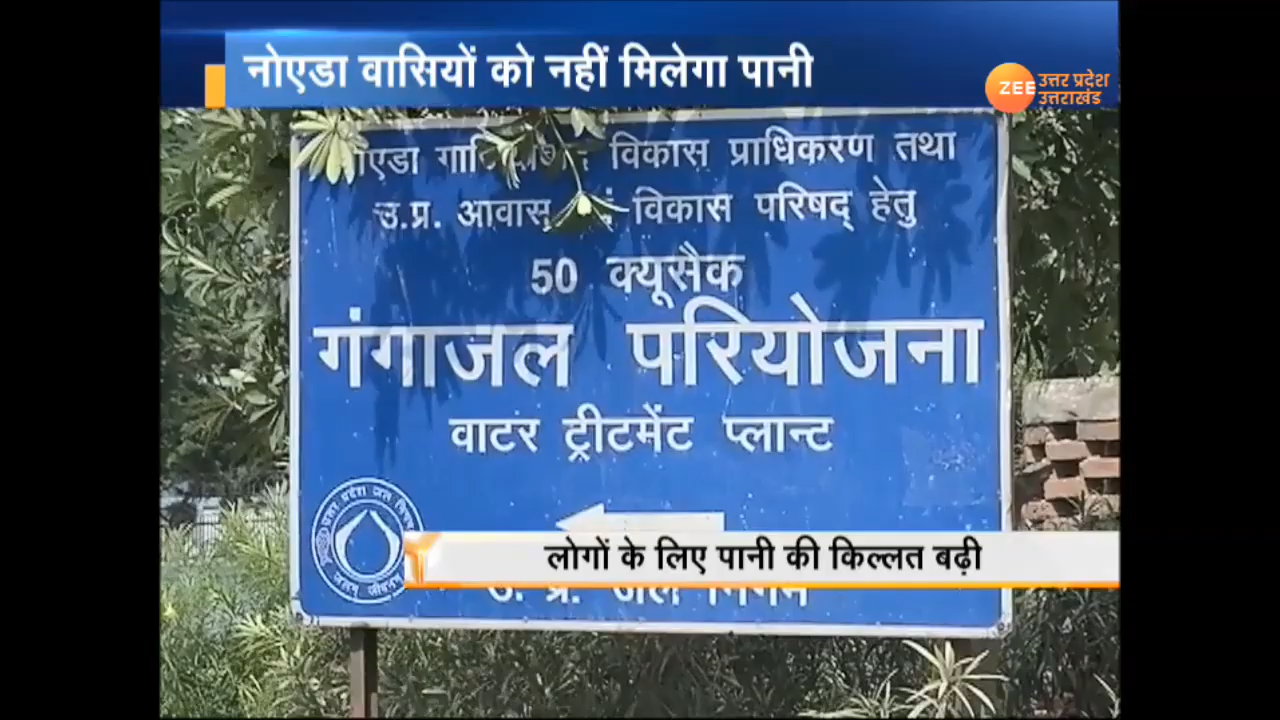 नोएडा वासियों को नहीं मिलेगा पानी
ZEE उत्तर प्रदेश
उत्तराखंड
विकास प्राधिकरण तथा
उ.प्र. आवास विकास परिषद् हेतु
50 क्यूसैक
गंगाजल परियोजना
वाटर ट्रीटमेंट प्लान्ट
लोगों के लिए पानी की किल्लत बढ़ी